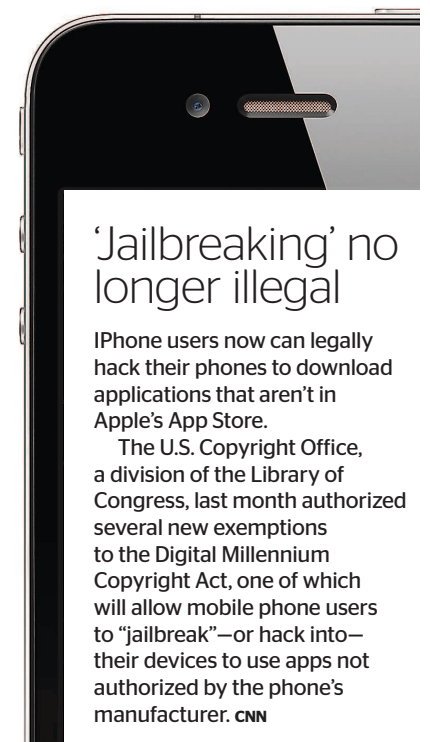 ‘Jailbreaking’ no
longer illegal
IPhone users now can legally
hack their phones to download
applications that aren’t in
Apple’s App Store.
The U.S. Copyright Office,
a division of the Library of
Congress, last month authorized
several new exemptions
to the Digital Millennium
Copyright Act, one of which
will allow mobile phone users
to “jailbreak”—or hack into—
their devices to use apps not
authorized by the phone’s
manufacturer. CNN